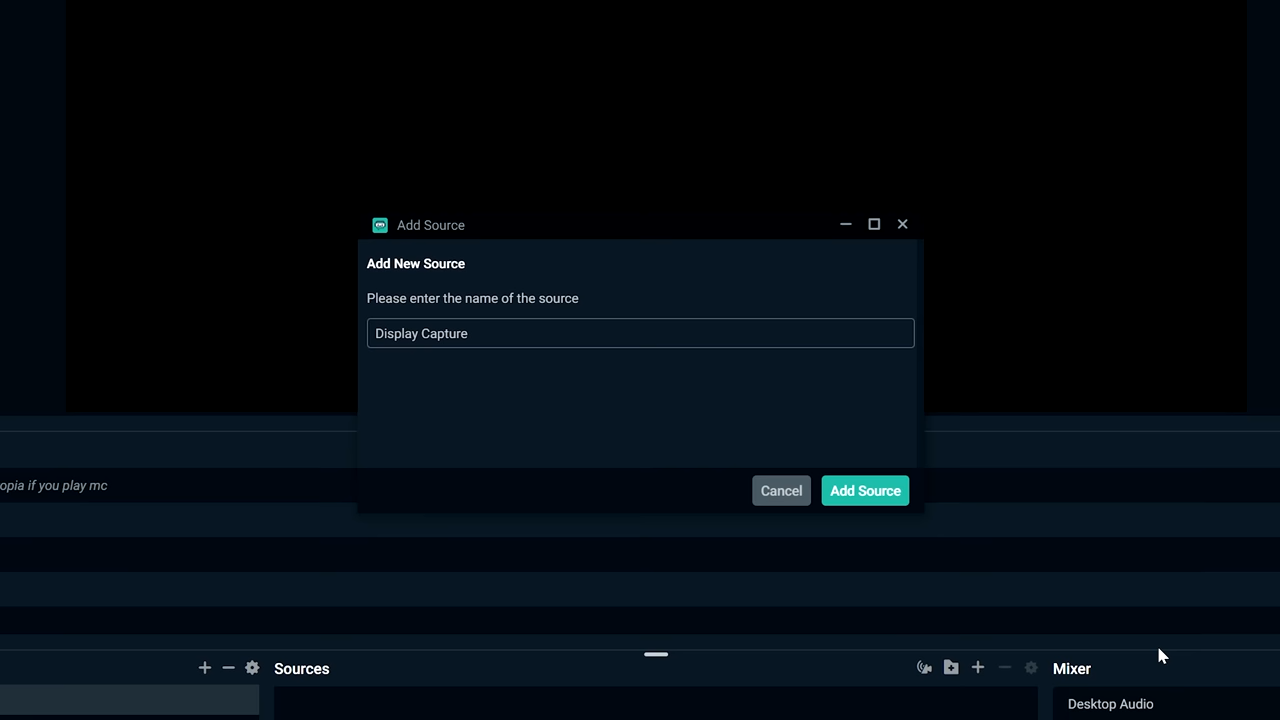 Add Source
Add New Source
Please enter the name of the source
Display Capture
opia if you play mc
Cancel
Add Source
Sources
Mixer
Desktop Audio